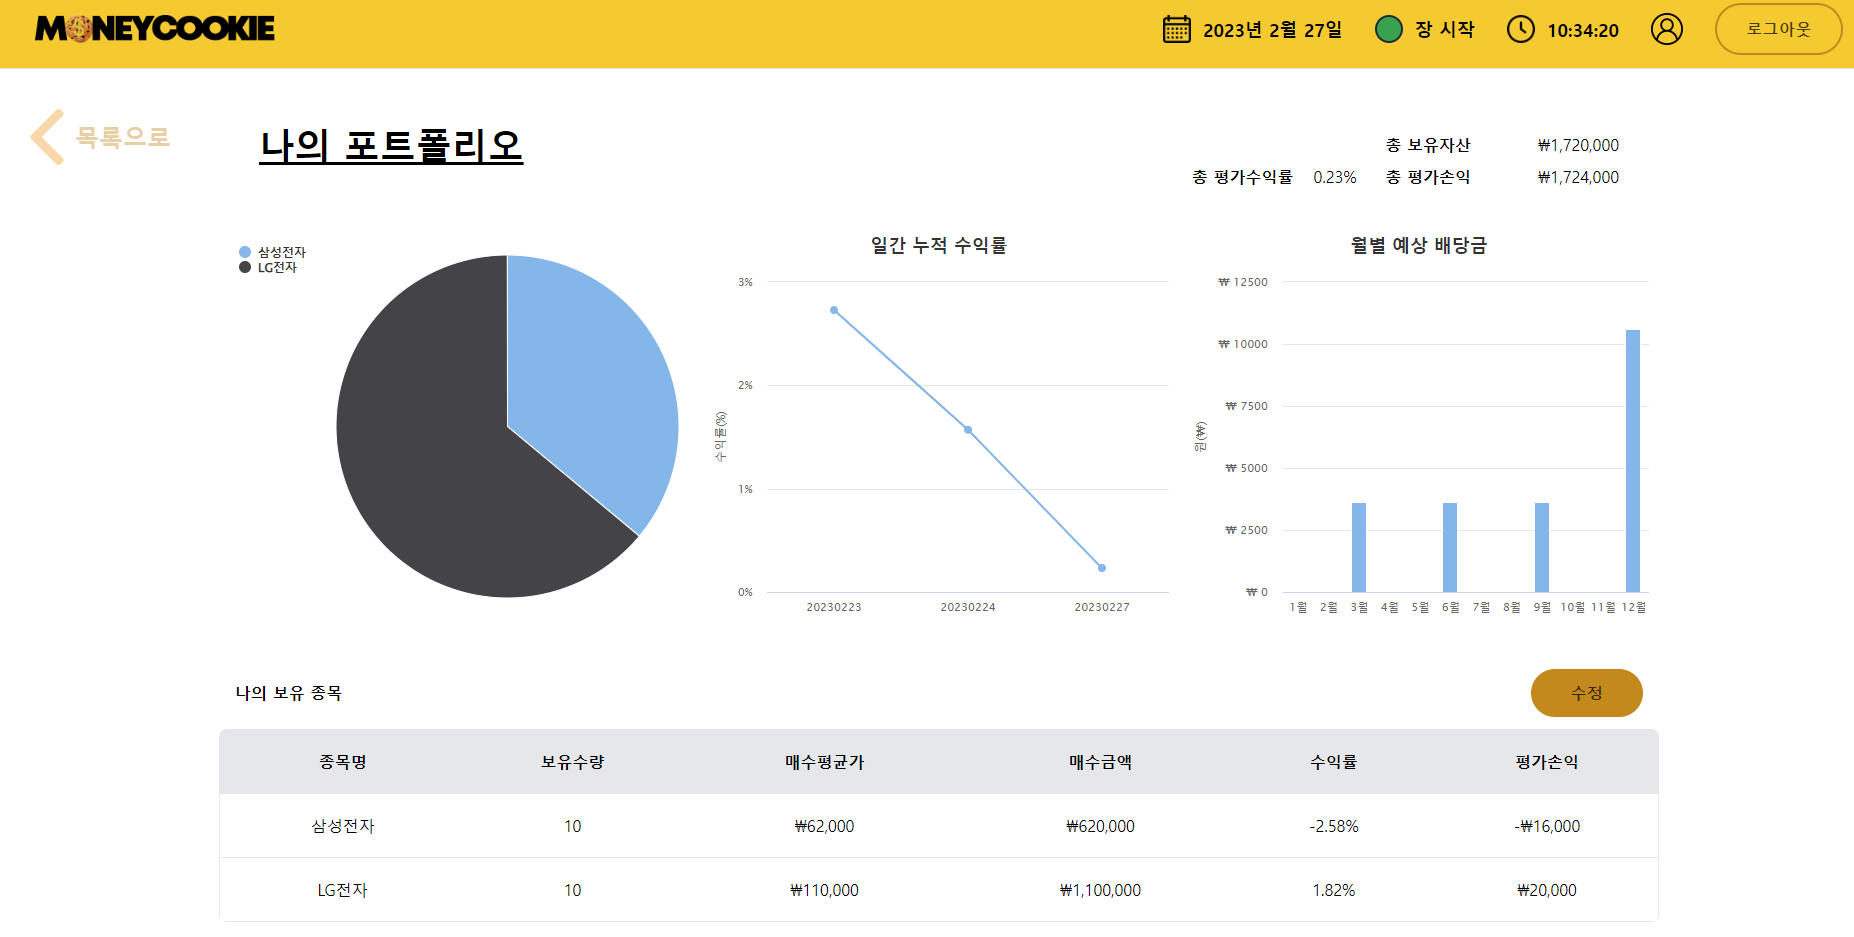 MONEYCOOKIE
2023년 2월 27일 장 시작 10:34:20 로그아웃
목록으로
나의 포트폴리오
총 보유자산 ₩1,720,000
총 평가수익률 0.23% 총 평가손익 ₩1,724,000
삼성전자
LG전자
일간 누적 수익률
3%
2%
1%
0%
수익률(%)
20230223 20230224 20230227
월별 예상 배당금
₩ 12500
₩ 10000
₩ 7500
₩ 5000
₩ 2500
₩ 0
원(₩)
1월 2월 3월 4월 5월 6월 7월 8월 9월 10월 11월 12월
나의 보유 종목 수정
종목명 보유수량 매수평균가 매수금액 수익률 평가손익
삼성전자 10 ₩62,000 ₩620,000 -2.58% -₩16,000
LG전자 10 ₩110,000 ₩1,100,000 1.82% ₩20,000